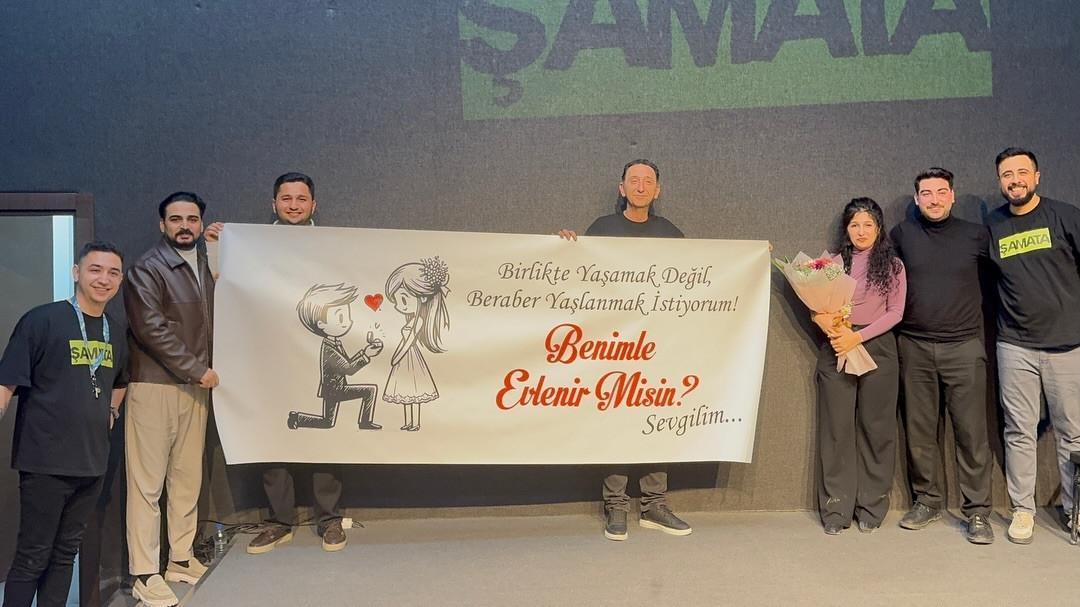 ŞAMATA
Birlikte Yaşamak Değil,
Beraber Yaşlanmak İstiyorum!
Benimle
Evlenir Misin?
Sevgilim...
ŞAMATA
ŞAMATA